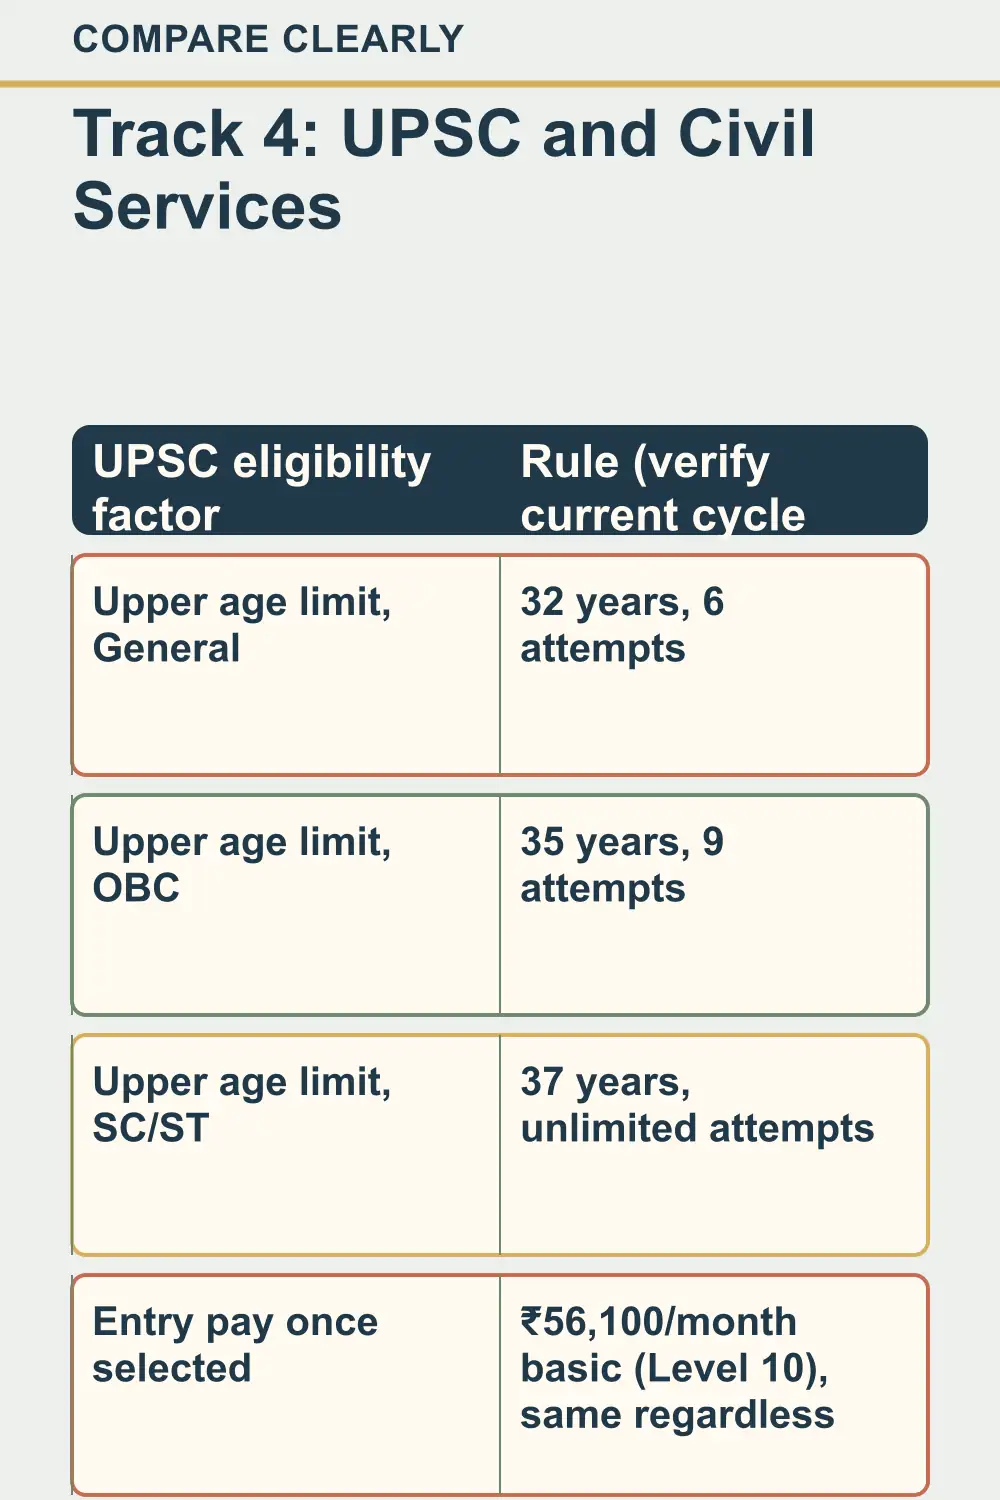 COMPARE CLEARLY
Track 4: UPSC and Civil
Services
UPSC eligibility
factor
Rule (verify
current cycle
Upper age limit,
General
32 years, 6
attempts
Upper age limit,
OBC
35 years, 9
attempts
Upper age limit,
SC/ST
37 years,
unlimited attempts
Entry pay once
selected
₹56,100/month
basic (Level 10),
same regardless